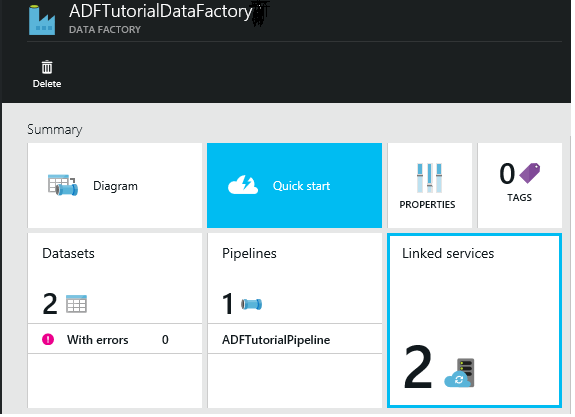 ADFTutorialDataFactory
DATA FACTORY
Delete
Summary
Diagram
Quick start
PROPERTIES
0
TAGS
Datasets
2
With errors 0
Pipelines
1
ADFTutorialPipeline
Linked services
2